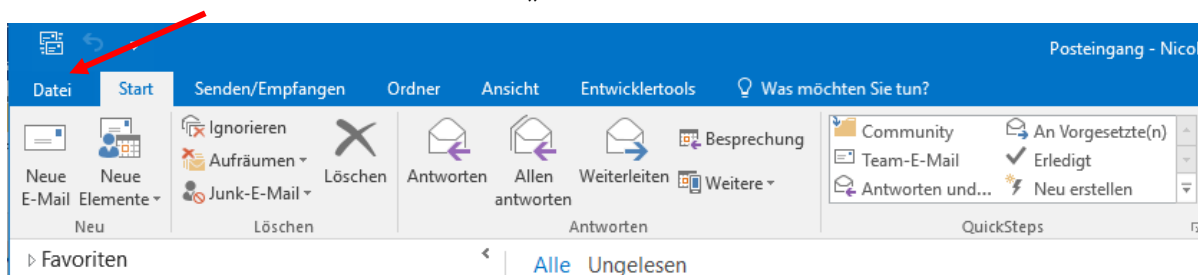 „
Posteingang - Nicol
Datei Start Senden/Empfangen Ordner Ansicht Entwicklertools Was möchten Sie tun?
Neue E-Mail
Neue Elemente
Neu
Ignorieren
Aufräumen
Junk-E-Mail
Löschen
Löschen
Antworten
Allen antworten
Weiterleiten
Besprechung
Weitere
Antworten
Community
Team-E-Mail
Antworten und...
An Vorgesetzte(n)
Erledigt
Neu erstellen
QuickSteps
Favoriten
Alle Ungelesen